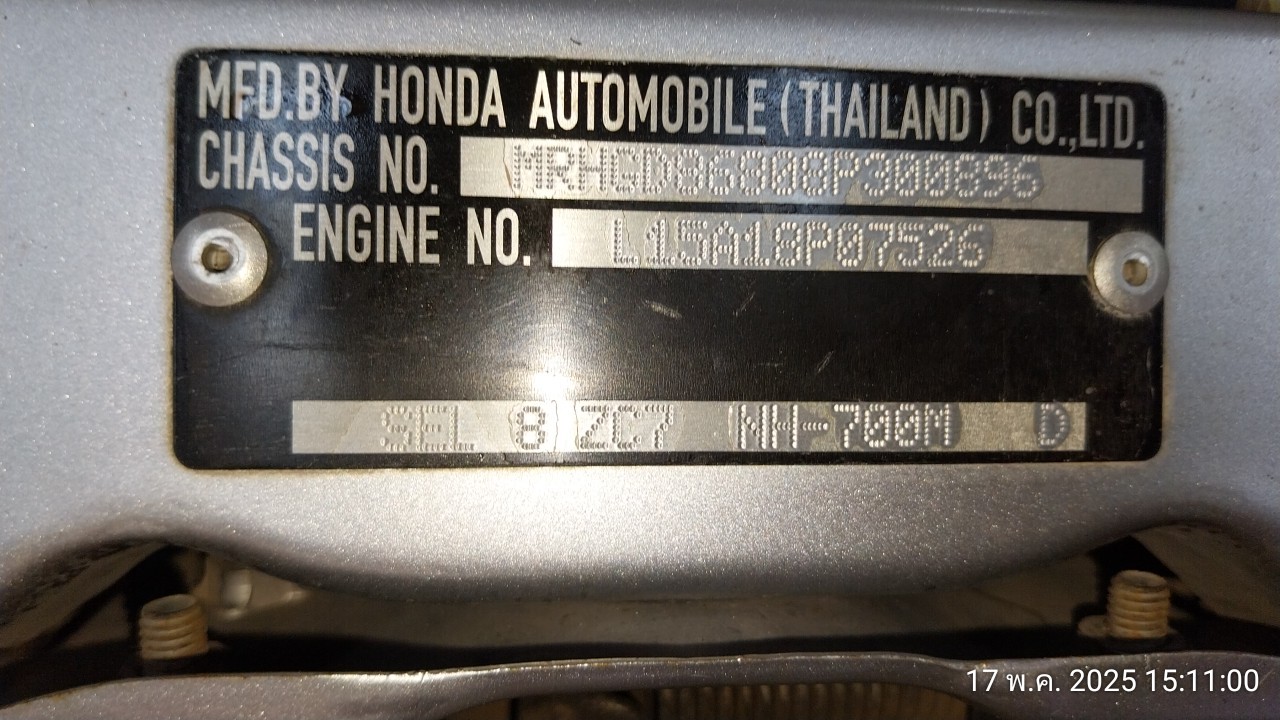 MFD.BY HONDA AUTOMOBILE (THAILAND) CO.,LTD.
CHASSIS NO. MRHGD86808P300896
ENGINE NO. L15A18P07526
8 ZC7 NH-700M D
17 พ.ค. 2025 15:11:00